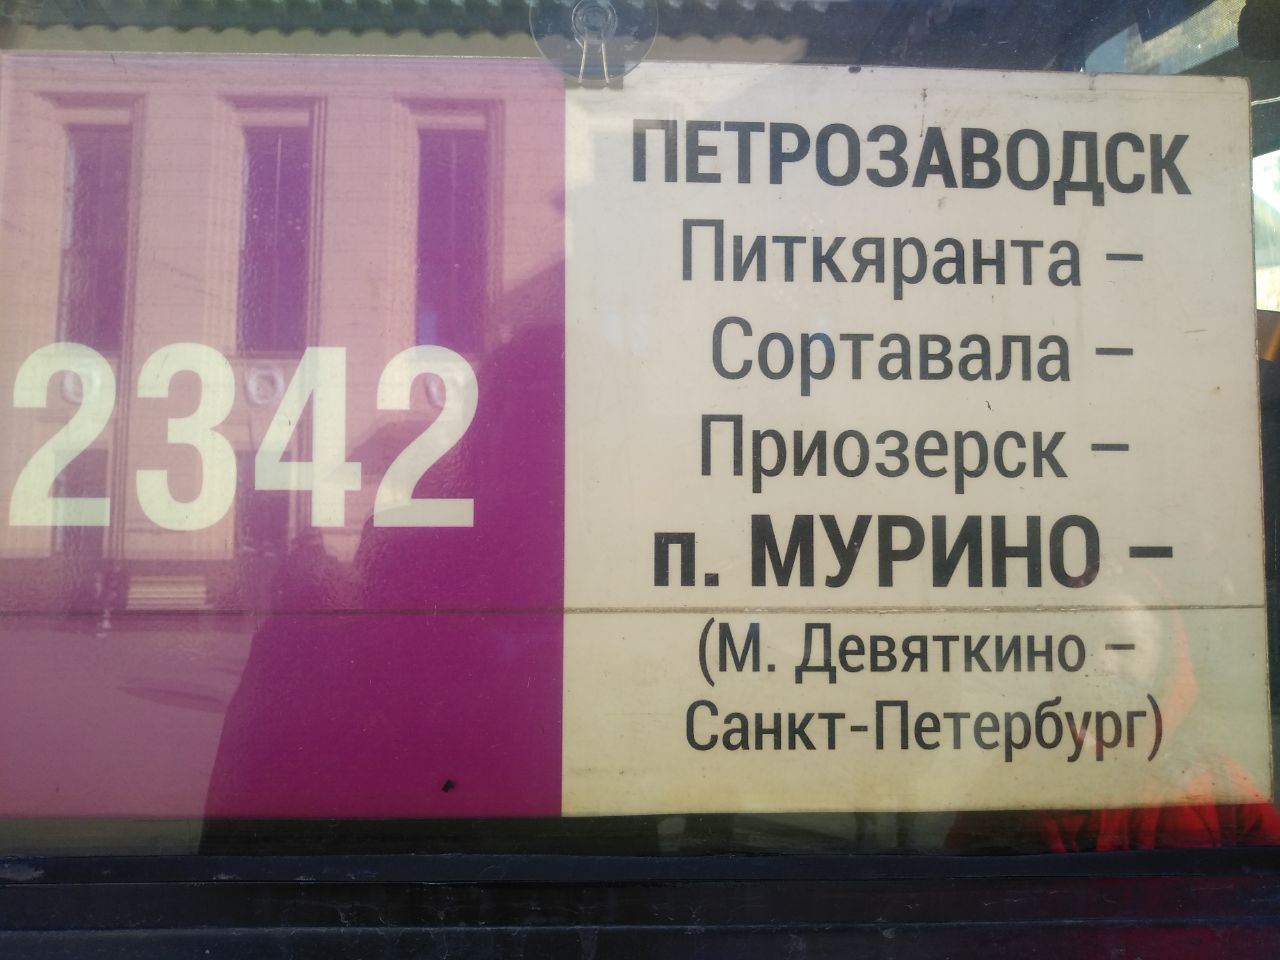 2342
ПЕТРОЗАВОДСК
Питкяранта –
Сортавала –
Приозерск –
п. МУРИНО –
(М. Девяткино –
Санкт-Петербург)